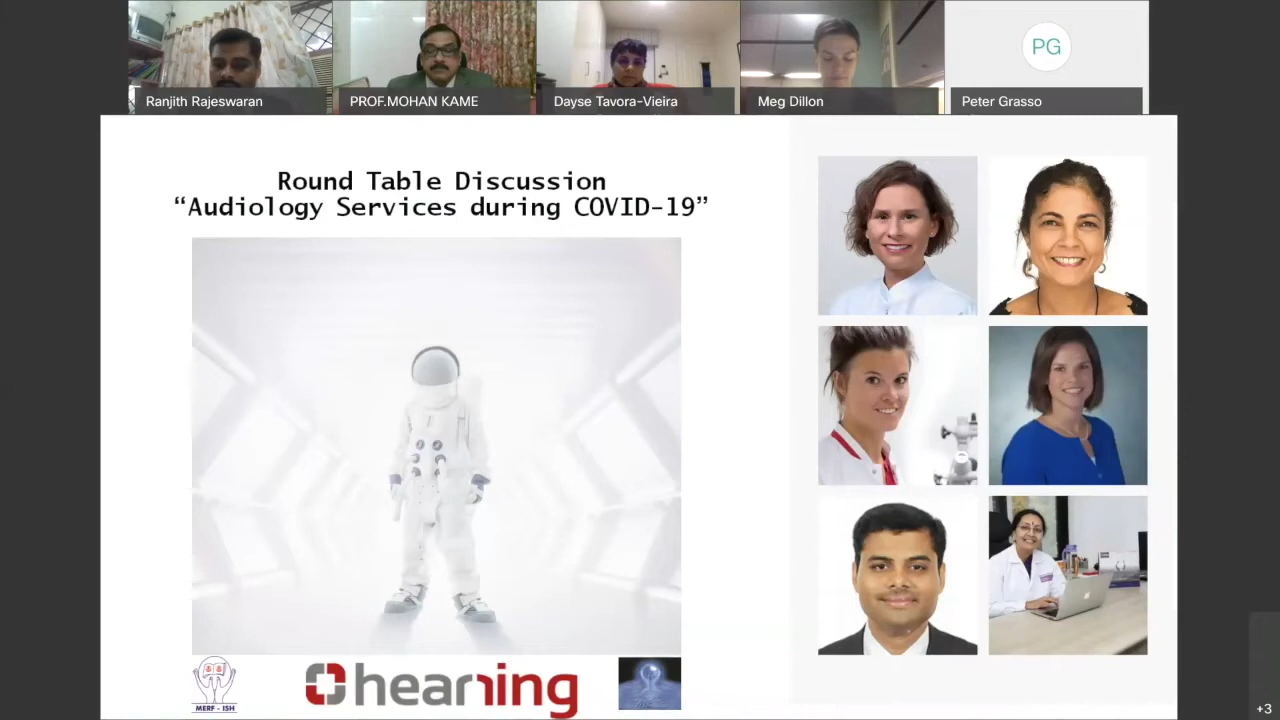 PG
Ranjith Rajeswaran
PROF.MOHAN KAME
Dayse Tavora-Vieira
Meg Dillon
Peter Grasso
Round Table Discussion
“Audiology Services during COVID-19”
MERF - ISH
hearring
+3